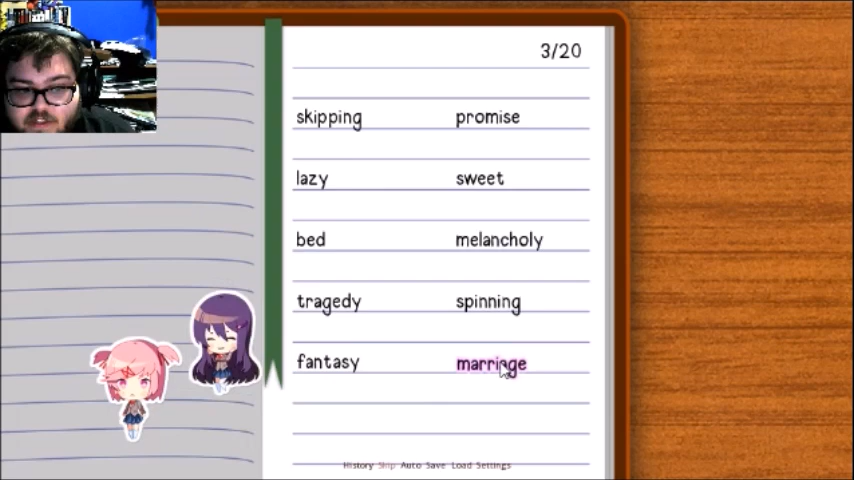 3/20
skipping promise
lazy sweet
bed melancholy
tragedy spinning
fantasy marriage
History Skip Auto Save Load Settings